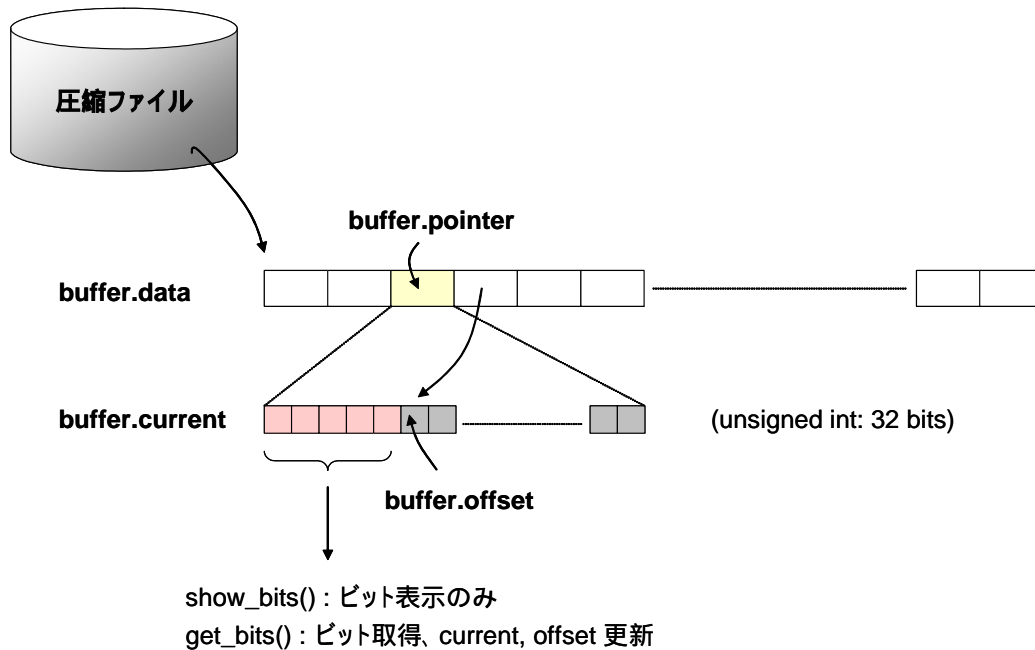 圧縮ファイル
buffer.pointer
buffer.data
buffer.current
(unsigned int: 32 bits)
buffer.offset
show_bits() : ビット表示のみ
get_bits() : ビット取得、current, offset 更新